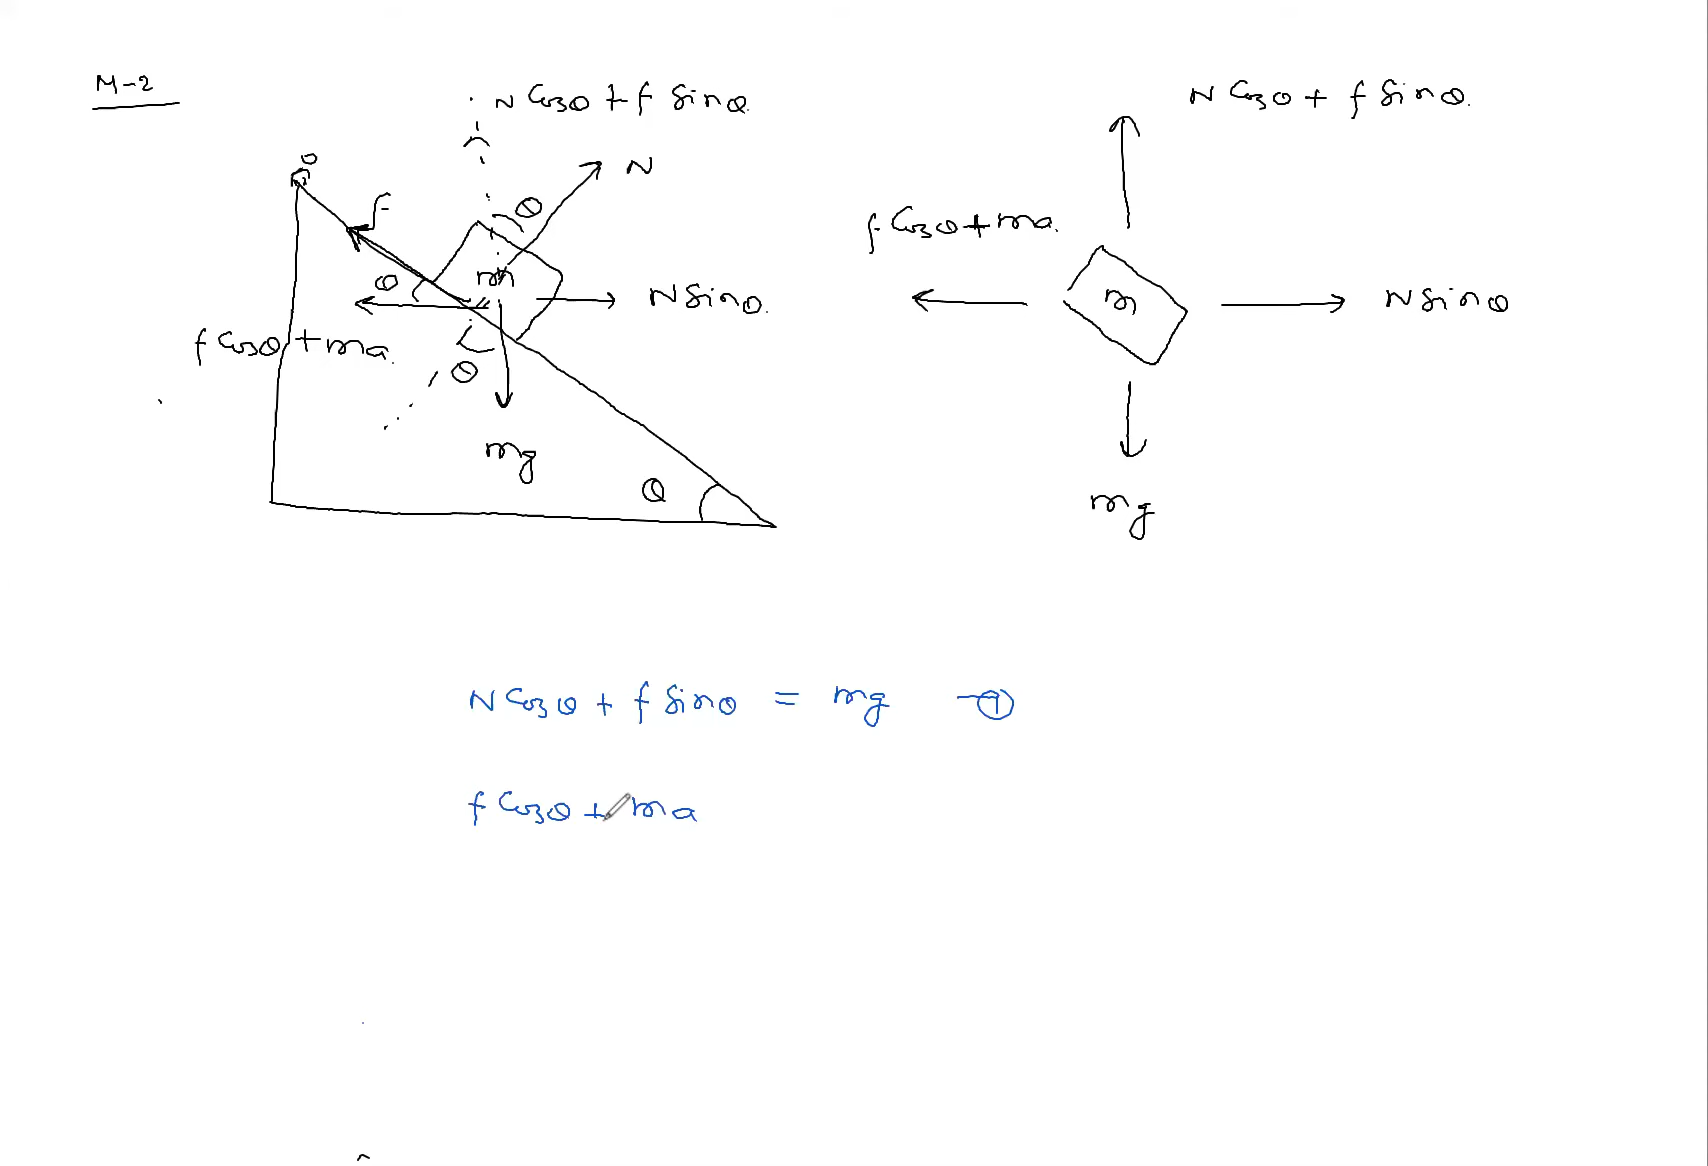 M-2
N Cosθ + f Sinθ.
N Cosθ + f Sinθ.
θ
f
θ
N
θ
m
N Sinθ.
f Cosθ + ma.
θ
mg
θ
f Cosθ + ma.
m
N Sinθ
mg
N Cosθ + f Sinθ = mg —①
f Cosθ + ma